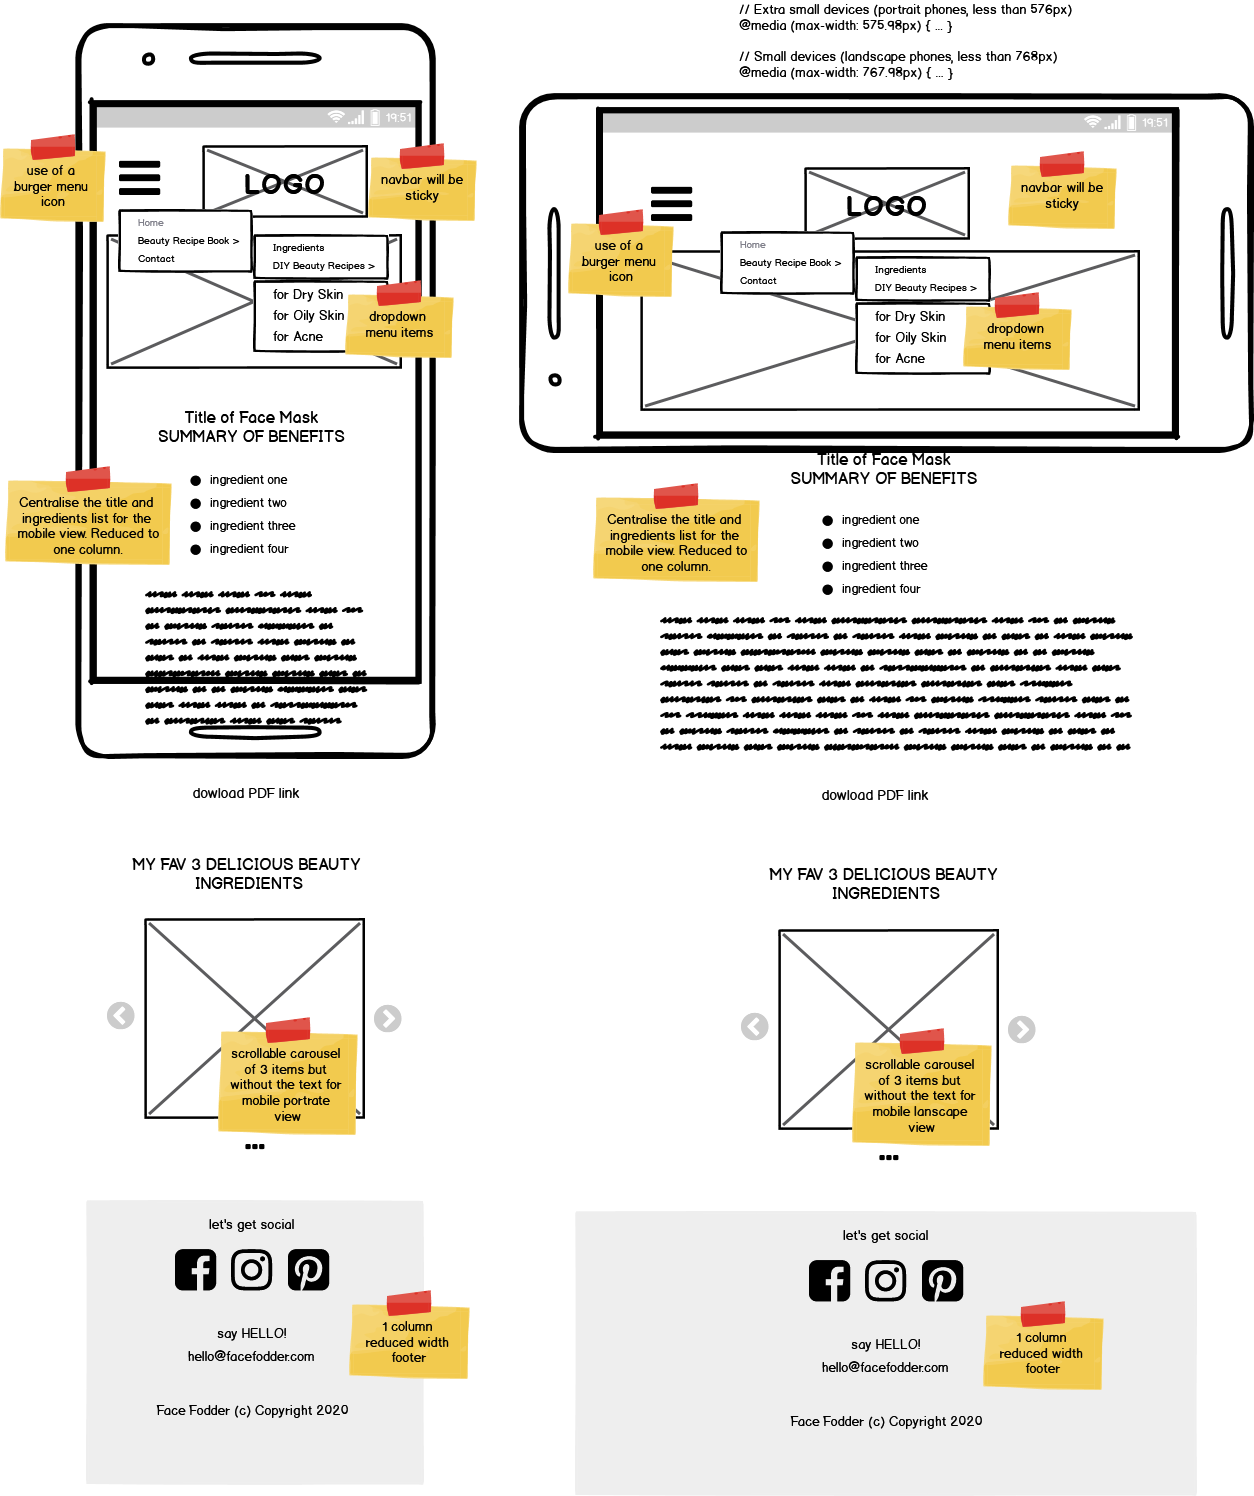 // Extra small devices (portrait phones, less than 576px)
@media (max-width: 575.98px) { ... }
// Small devices (landscape phones, less than 768px)
@media (max-width: 767.98px) { ... }
19:51
use of a
burger menu
icon
LOGO
navbar will be
sticky
Home
Beauty Recipe Book >
Contact
Ingredients
DIY Beauty Recipes >
for Dry Skin
for Oily Skin
for Acne
dropdown
menu items
Title of Face Mask
SUMMARY OF BENEFITS
Centralise the title and
ingredients list for the
mobile view. Reduced to
one column.
ingredient one
ingredient two
ingredient three
ingredient four
dowload PDF link
MY FAV 3 DELICIOUS BEAUTY
INGREDIENTS
scrollable carousel
of 3 items but
without the text for
mobile portrate
view
let's get social
say HELLO!
hello@facefodder.com
1 column
reduced width
footer
Face Fodder (c) Copyright 2020
19:51
use of a
burger menu
icon
LOGO
navbar will be
sticky
Home
Beauty Recipe Book >
Contact
Ingredients
DIY Beauty Recipes >
for Dry Skin
for Oily Skin
for Acne
dropdown
menu items
Title of Face Mask
SUMMARY OF BENEFITS
Centralise the title and
ingredients list for the
mobile view. Reduced to
one column.
ingredient one
ingredient two
ingredient three
ingredient four
dowload PDF link
MY FAV 3 DELICIOUS BEAUTY
INGREDIENTS
scrollable carousel
of 3 items but
without the text for
mobile lanscape
view
let's get social
say HELLO!
hello@facefodder.com
1 column
reduced width
footer
Face Fodder (c) Copyright 2020